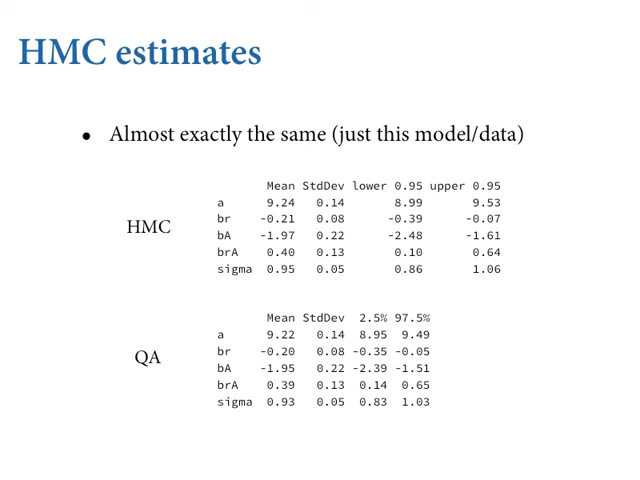 HMC estimates
• Almost exactly the same (just this model/data)
HMC
Mean StdDev lower 0.95 upper 0.95
a 9.24 0.14 8.99 9.53
br -0.21 0.08 -0.39 -0.07
bA -1.97 0.22 -2.48 -1.61
brA 0.40 0.13 0.10 0.64
sigma 0.95 0.05 0.86 1.06
QA
Mean StdDev 2.5% 97.5%
a 9.22 0.14 8.95 9.49
br -0.20 0.08 -0.35 -0.05
bA -1.95 0.22 -2.39 -1.51
brA 0.39 0.13 0.14 0.65
sigma 0.93 0.05 0.83 1.03